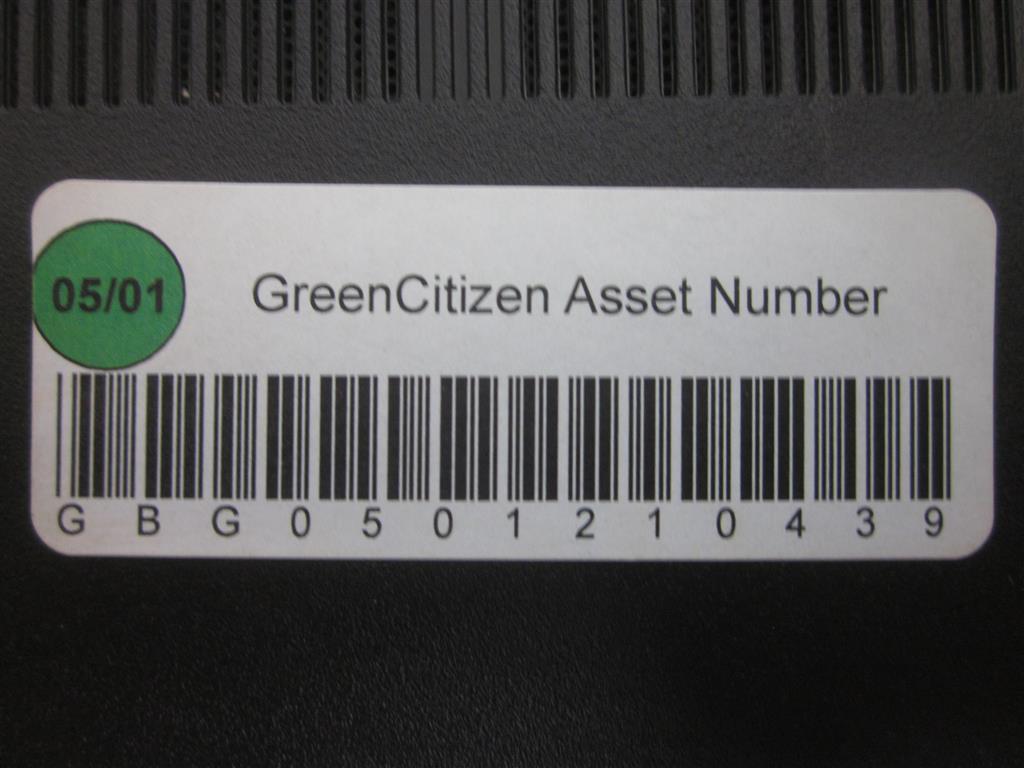 05/01
GreenCitizen Asset Number
G B G 0 5 0 1 2 1 0 4 3 9